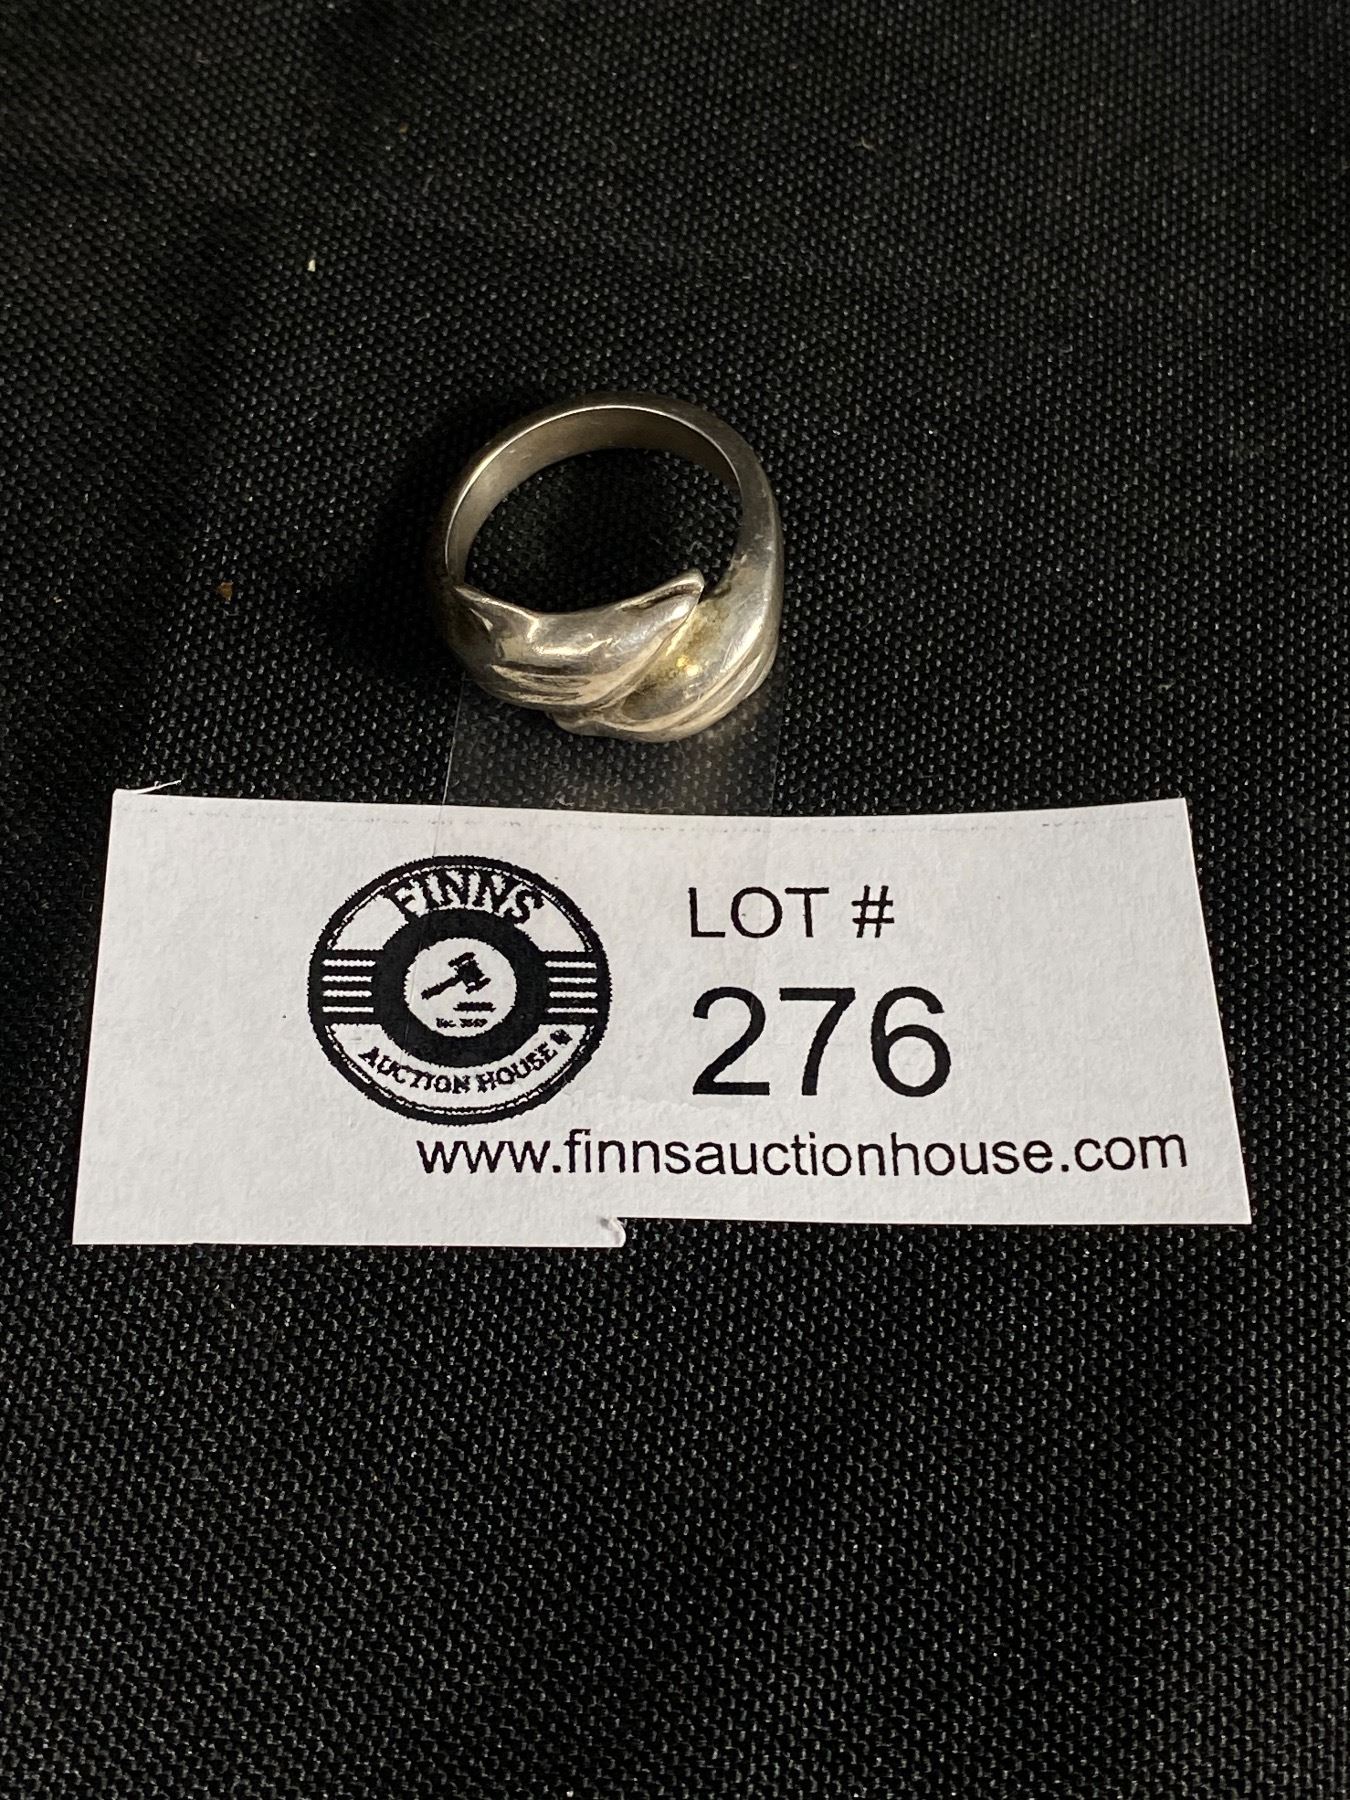 FINNS
AUCTION HOUSE
LOT #
276
www.finnsauctionhouse.com